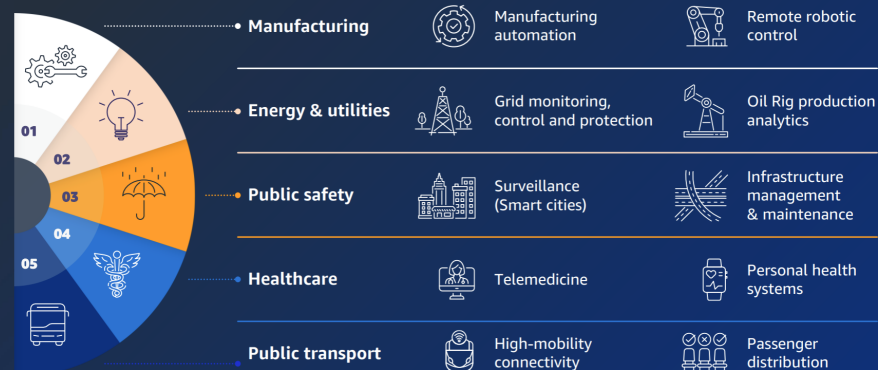 01
02
03
04
05
Manufacturing
Manufacturing
automation
Remote robotic
control
Energy & utilities
Grid monitoring,
control and protection
Oil Rig production
analytics
Public safety
Surveillance
(Smart cities)
Infrastructure
management
& maintenance
Healthcare
Telemedicine
Personal health
systems
Public transport
High-mobility
connectivity
Passenger
distribution